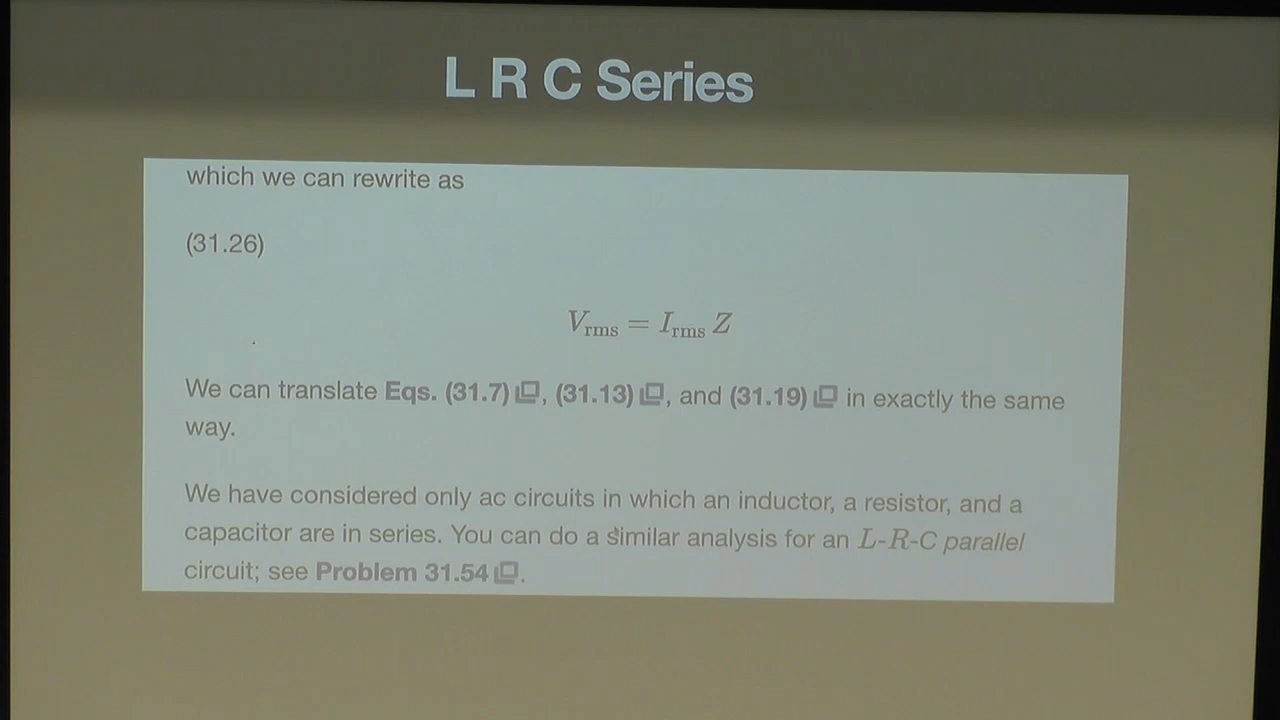 L R C Series
which we can rewrite as
(31.26)
V_rms = I_rms Z
We can translate Eqs. (31.7), (31.13), and (31.19) in exactly the same
way.
We have considered only ac circuits in which an inductor, a resistor, and a
capacitor are in series. You can do a similar analysis for an L-R-C parallel
circuit; see Problem 31.54.